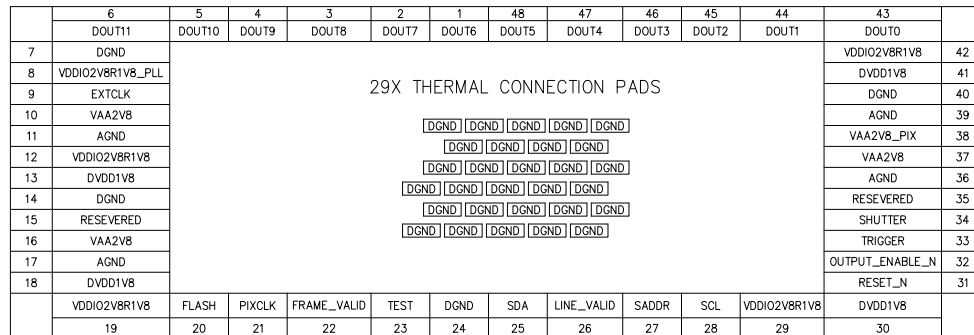 6 5 4 3 2 1 48 47 46 45 44 43
DOUT11 DOUT10 DOUT9 DOUT8 DOUT7 DOUT6 DOUT5 DOUT4 DOUT3 DOUT2 DOUT1 DOUT0
7 DGND VDDIO2V8R1V8 42
8 VDDIO2V8R1V8_PLL DVDD1V8 41
29X THERMAL CONNECTION PADS
9 EXTCLK DGND 40
10 VAA2V8 AGND 39
DGND DGND DGND DGND DGND
11 AGND VAA2V8_PIX 38
DGND DGND DGND DGND
12 VDDIO2V8R1V8 VAA2V8 37
DGND DGND DGND DGND DGND
13 DVDD1V8 AGND 36
DGND DGND DGND DGND DGND
14 DGND RESEVERED 35
DGND DGND DGND DGND DGND
15 RESEVERED SHUTTER 34
DGND DGND DGND DGND DGND
16 VAA2V8 TRIGGER 33
17 AGND OUTPUT_ENABLE_N 32
18 DVDD1V8 RESET_N 31
VDDIO2V8R1V8 FLASH PIXCLK FRAME_VALID TEST DGND SDA LINE_VALID SADDR SCL VDDIO2V8R1V8 DVDD1V8
19 20 21 22 23 24 25 26 27 28 29 30